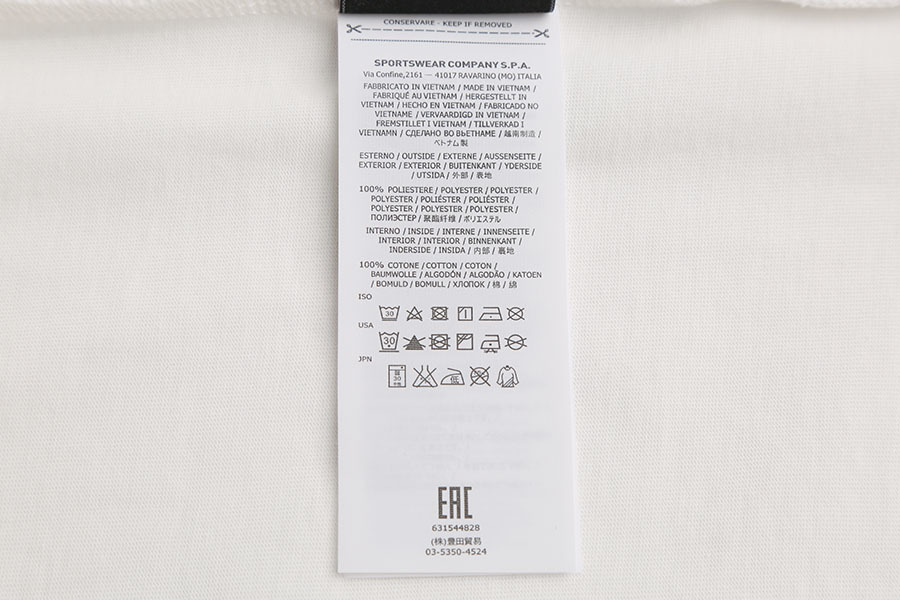 CONSERVARE - KEEP IF REMOVED
SPORTSWEAR COMPANY S.P.A.
Via Confine,2161 — 41017 RAVARINO (MO) ITALIA
FABBRICATO IN VIETNAM / MADE IN VIETNAM /
FABRIQUÉ AU VIETNAM / HERGESTELLT IN
VIETNAM / HECHO EN VIETNAM / FABRICADO NO
VIETNAME / VERVAARDIGD IN VIETNAM /
FREMSTILLET I VIETNAM / TILLVERKAD I
VIETNAMN / СДЕЛАНО ВО ВЬЕТНАМЕ / 越南制造 /
ベトナム製
ESTERNO / OUTSIDE / EXTERNE / AUSSENSEITE /
EXTERIOR / EXTERIOR / BUITENKANT / YDERSIDE
/ UTSIDA / 外部 / 表地
100% POLIESTERE / POLYESTER / POLYESTER /
POLYESTER / POLIÉSTER / POLIÉSTER /
POLYESTER / POLYESTER / POLYESTER /
ПОЛИЭСТЕР / 聚酯纤维 / ポリエステル
INTERNO / INSIDE / INTERNE / INNENSEITE /
INTERIOR / INTERIOR / BINNENKANT /
INDERSIDE / INSIDA / 内部 / 裏地
100% COTONE / COTTON / COTON /
BAUMWOLLE / ALGODÓN / ALGODÃO / KATOEN
/ BOMULD / BOMULL / ХЛОПОК / 棉 / 綿
ISO
30
USA
30
JPN
30
低
EAC
631544828
(株)豊田貿易
03-5350-4524